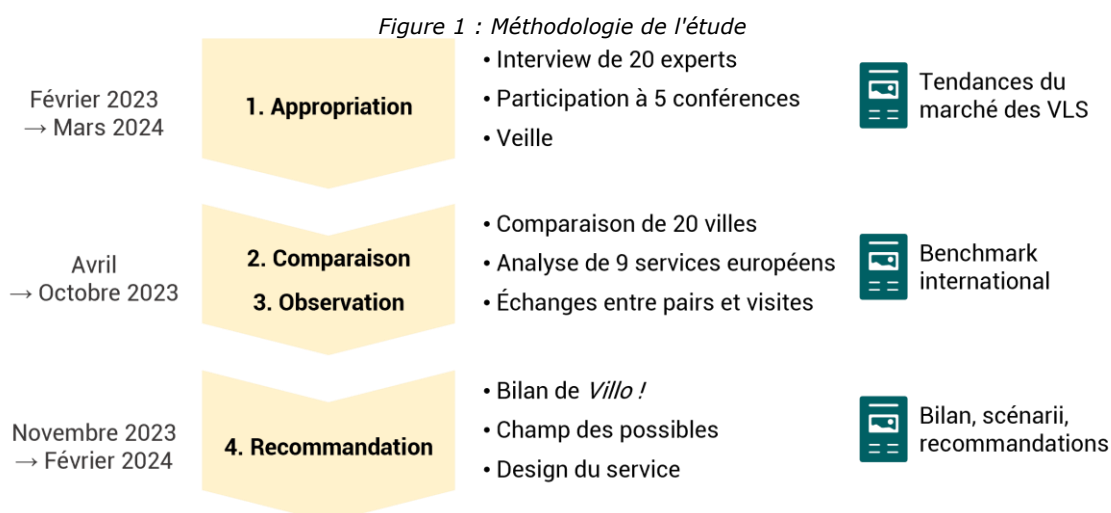 Figure 1 : Méthodologie de l'étude
Février 2023
→ Mars 2024
1. Appropriation
• Interview de 20 experts
• Participation à 5 conférences
• Veille
Tendances du
marché des VLS
Avril
→ Octobre 2023
2. Comparaison
3. Observation
• Comparaison de 20 villes
• Analyse de 9 services européens
• Échanges entre pairs et visites
Benchmark
international
Novembre 2023
→ Février 2024
4. Recommandation
• Bilan de Villo !
• Champ des possibles
• Design du service
Bilan, scénarii,
recommandations